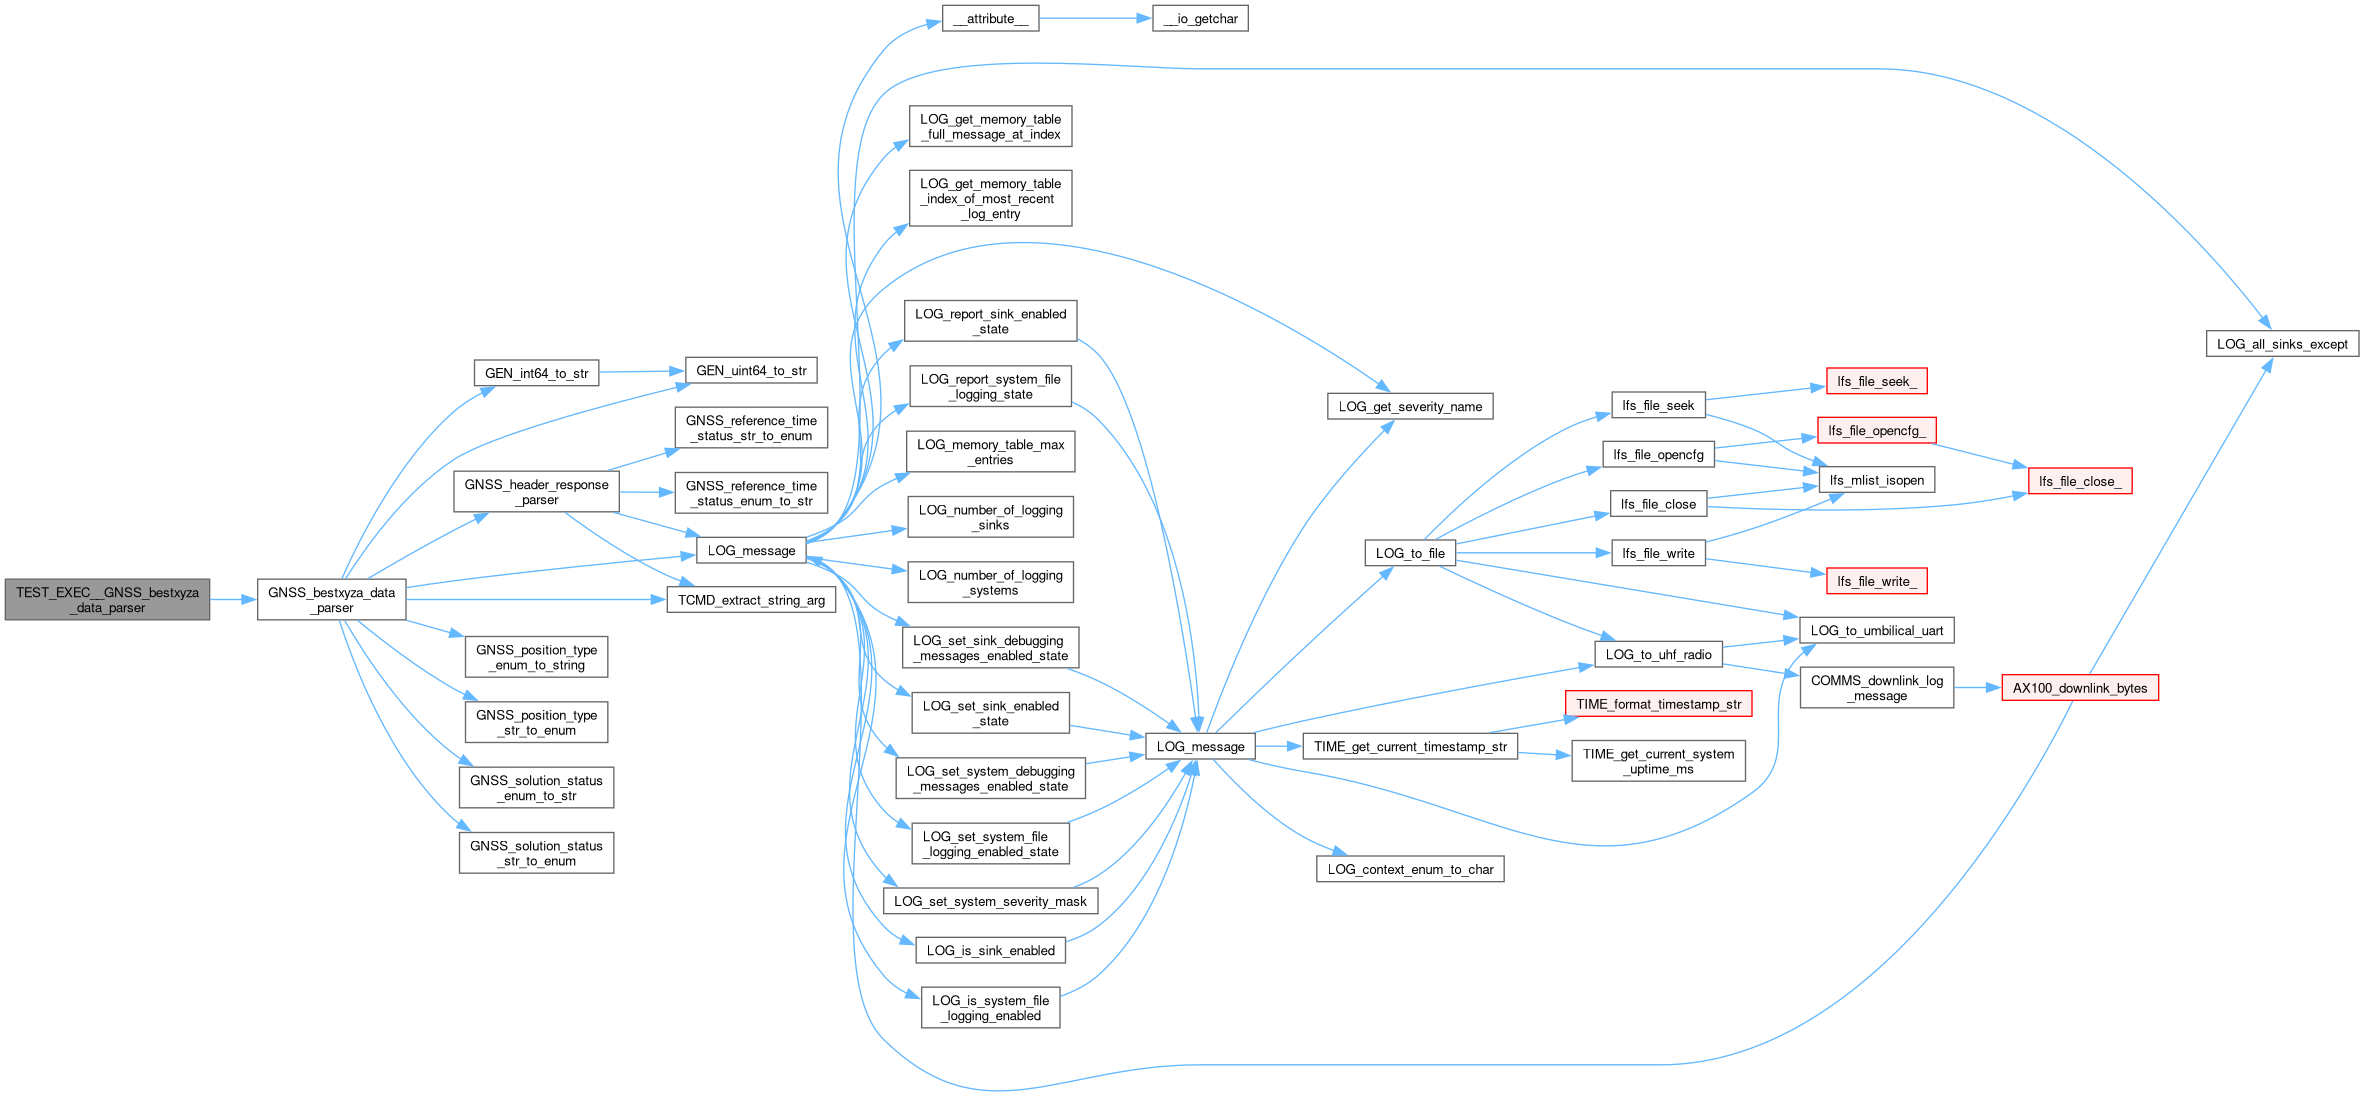 TEST_EXEC__GNSS_bestxyza
_data_parser
GNSS_bestxyza_data
_parser
GEN_int64_to_str
GEN_uint64_to_str
GNSS_header_response
_parser
GNSS_reference_time
_status_str_to_enum
GNSS_reference_time
_status_enum_to_str
LOG_message
TCMD_extract_string_arg
GNSS_position_type
_enum_to_string
GNSS_position_type
_str_to_enum
GNSS_solution_status
_enum_to_str
GNSS_solution_status
_str_to_enum
__attribute__
__io_getchar
LOG_get_memory_table
_full_message_at_index
LOG_get_memory_table
_index_of_most_recent
_log_entry
LOG_report_sink_enabled
_state
LOG_report_system_file
_logging_state
LOG_memory_table_max
_entries
LOG_number_of_logging
_sinks
LOG_number_of_logging
_systems
LOG_set_sink_debugging
_messages_enabled_state
LOG_set_sink_enabled
_state
LOG_set_system_debugging
_messages_enabled_state
LOG_set_system_file
_logging_enabled_state
LOG_set_system_severity_mask
LOG_is_sink_enabled
LOG_is_system_file
_logging_enabled
LOG_message
LOG_get_severity_name
LOG_to_file
TIME_get_current_timestamp_str
LOG_context_enum_to_char
lfs_file_seek
lfs_file_opencfg
lfs_file_close
lfs_file_write
LOG_to_uhf_radio
TIME_format_timestamp_str
TIME_get_current_system
_uptime_ms
lfs_file_seek_
lfs_file_opencfg_
lfs_mlist_isopen
lfs_file_write_
LOG_to_umbilical_uart
COMMS_downlink_log
_message
lfs_file_close_
AX100_downlink_bytes
LOG_all_sinks_except